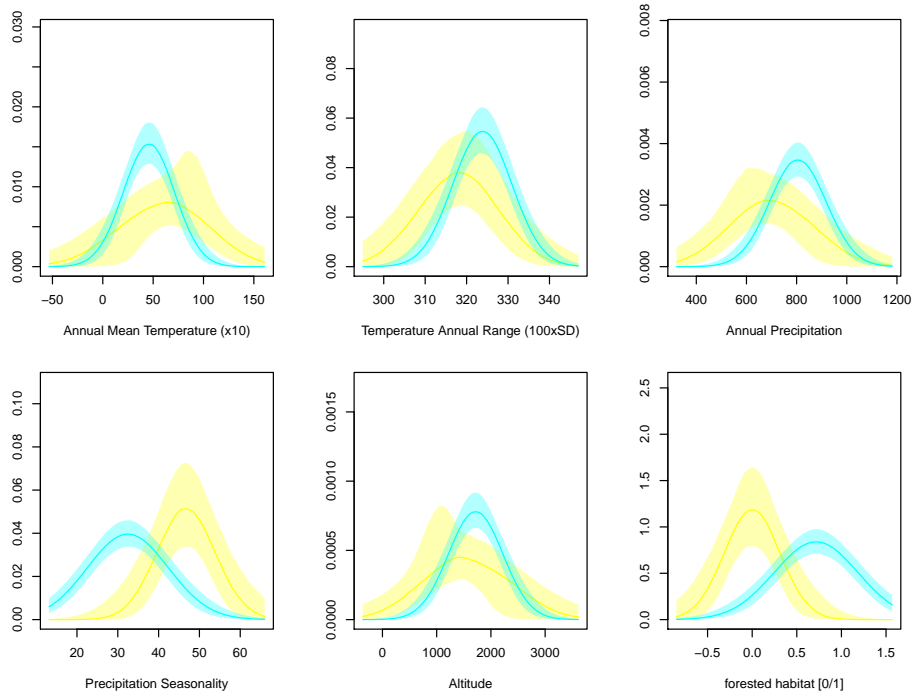 0.000 0.010 0.020 0.030
−50 0 50 100 150
Annual Mean Temperature (x10)
0.00 0.02 0.04 0.06 0.08
300 310 320 330 340
Temperature Annual Range (100xSD)
0.000 0.002 0.004 0.006 0.008
400 600 800 1000 1200
Annual Precipitation
0.00 0.02 0.04 0.06 0.08 0.10
20 30 40 50 60
Precipitation Seasonality
0.0000 0.0005 0.0010 0.0015
0 1000 2000 3000
Altitude
0.0 0.5 1.0 1.5 2.0 2.5
−0.5 0.0 0.5 1.0 1.5
forested habitat [0/1]